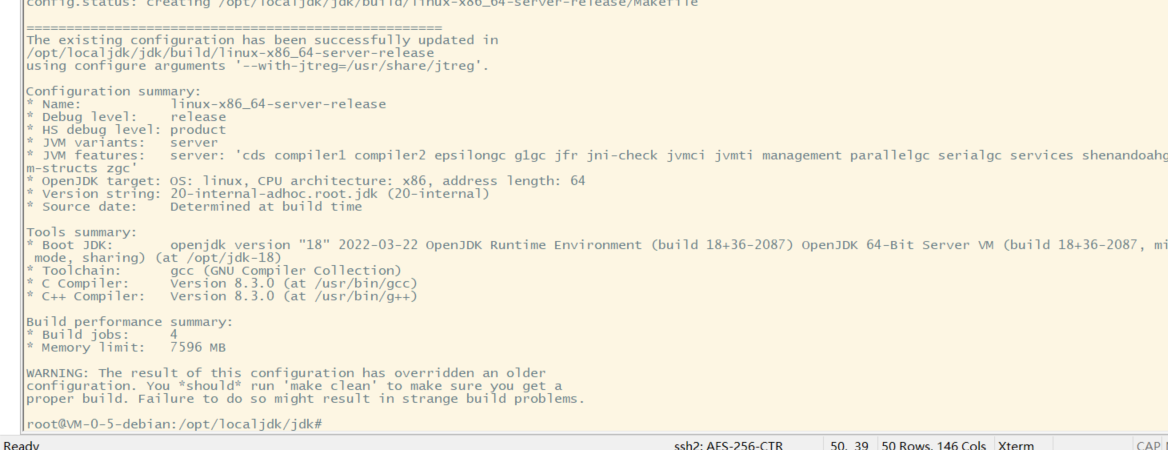 config.status: creating /opt/localjdk/jdk/build/linux-x86_64-server-release/Makefile
====================================================
The existing configuration has been successfully updated in
/opt/localjdk/jdk/build/linux-x86_64-server-release
using configure arguments '--with-jtreg=/usr/share/jtreg'.
Configuration summary:
* Name:           linux-x86_64-server-release
* Debug level:    release
* HS debug level: product
* JVM variants:   server
* JVM features:   server: 'cds compiler1 compiler2 epsilongc g1gc jfr jni-check jvmci jvmti management parallelgc serialgc services shenandoahg
m-structs zgc'
* OpenJDK target: OS: linux, CPU architecture: x86, address length: 64
* Version string: 20-internal-adhoc.root.jdk (20-internal)
* Source date:    Determined at build time
Tools summary:
* Boot JDK:       openjdk version "18" 2022-03-22 OpenJDK Runtime Environment (build 18+36-2087) OpenJDK 64-Bit Server VM (build 18+36-2087, mi
mode, sharing) (at /opt/jdk-18)
* Toolchain:      gcc (GNU Compiler Collection)
* C Compiler:     Version 8.3.0 (at /usr/bin/gcc)
* C++ Compiler:   Version 8.3.0 (at /usr/bin/g++)
Build performance summary:
* Build jobs:     4
* Memory limit:   7596 MB
WARNING: The result of this configuration has overridden an older
configuration. You *should* run 'make clean' to make sure you get a
proper build. Failure to do so might result in strange build problems.
root@VM-0-5-debian:/opt/localjdk/jdk#
Ready ssh2: AES-256-CTR 50, 39 50 Rows, 146 Cols Xterm CAP